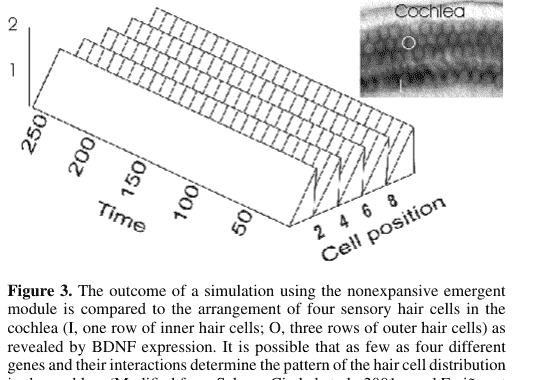 Cochlea
2
1
250
200
150
100
50
Time
2
4
6
8
Cell position
Figure 3. The outcome of a simulation using the nonexpansive emergent
module is compared to the arrangement of four sensory hair cells in the
cochlea (I, one row of inner hair cells; O, three rows of outer hair cells) as
revealed by BDNF expression. It is possible that as few as four different
genes and their interactions determine the pattern of the hair cell distribution